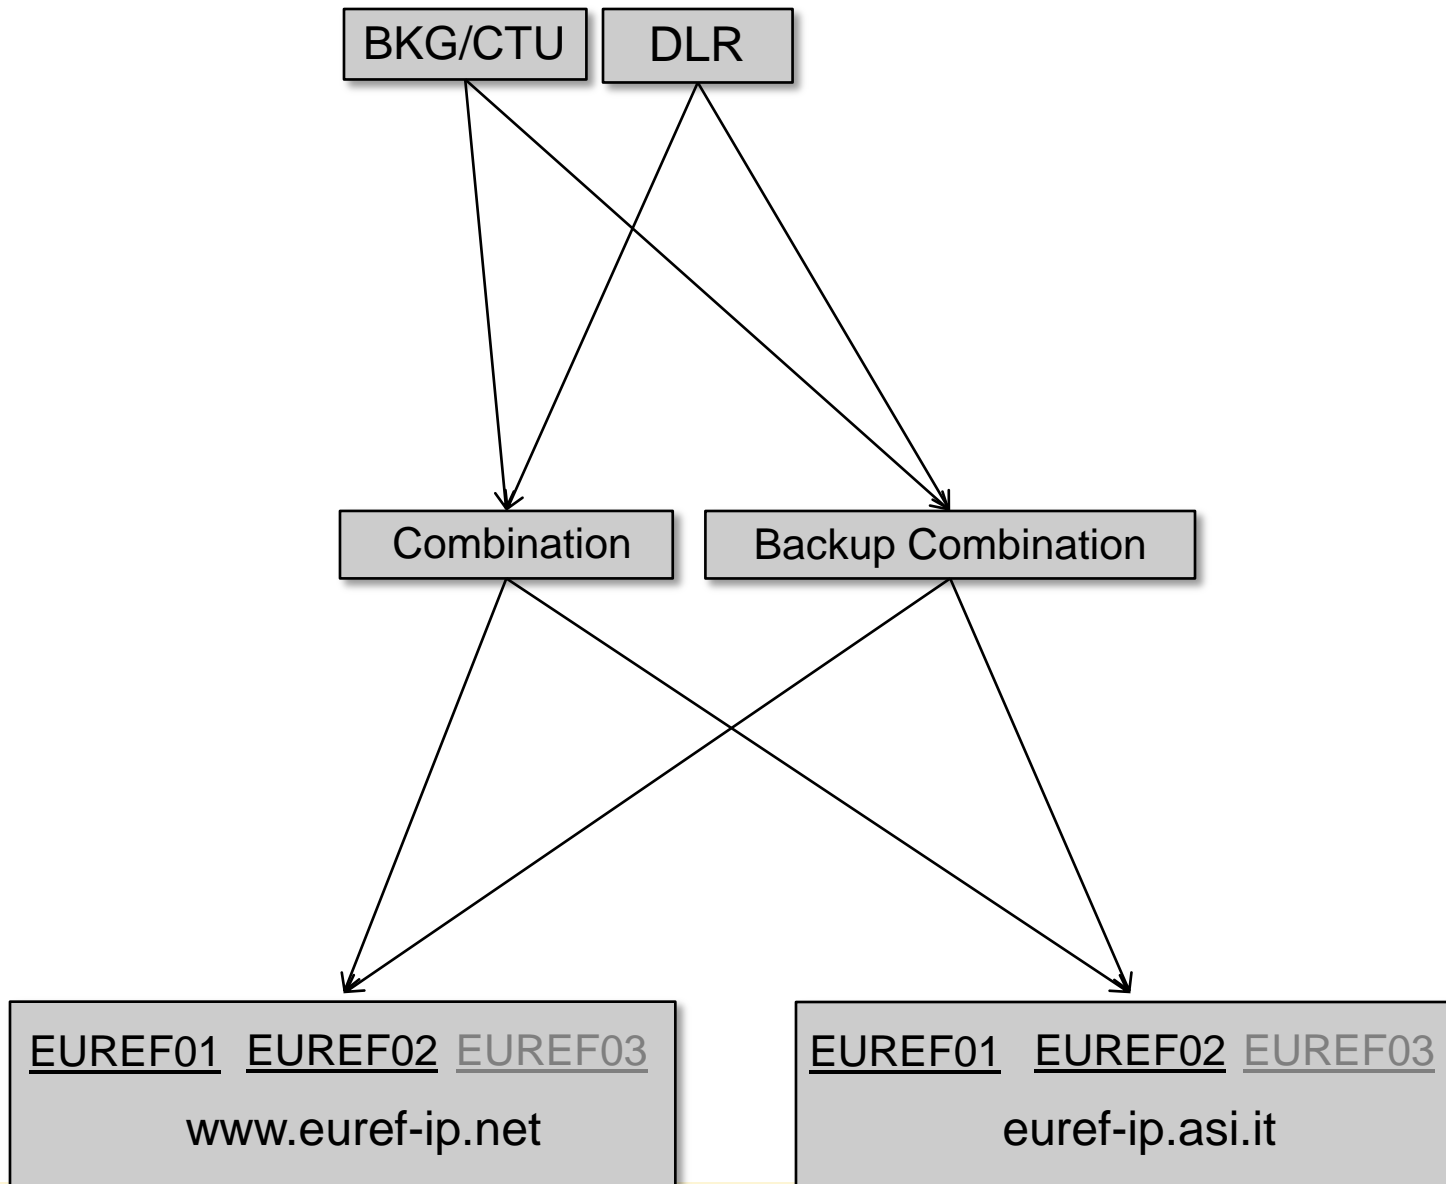 BKG/CTU DLR
Combination Backup Combination
EUREF01 EUREF02 EUREF03 EUREF01 EUREF02 EUREF03
www.euref-ip.net euref-ip.asi.it